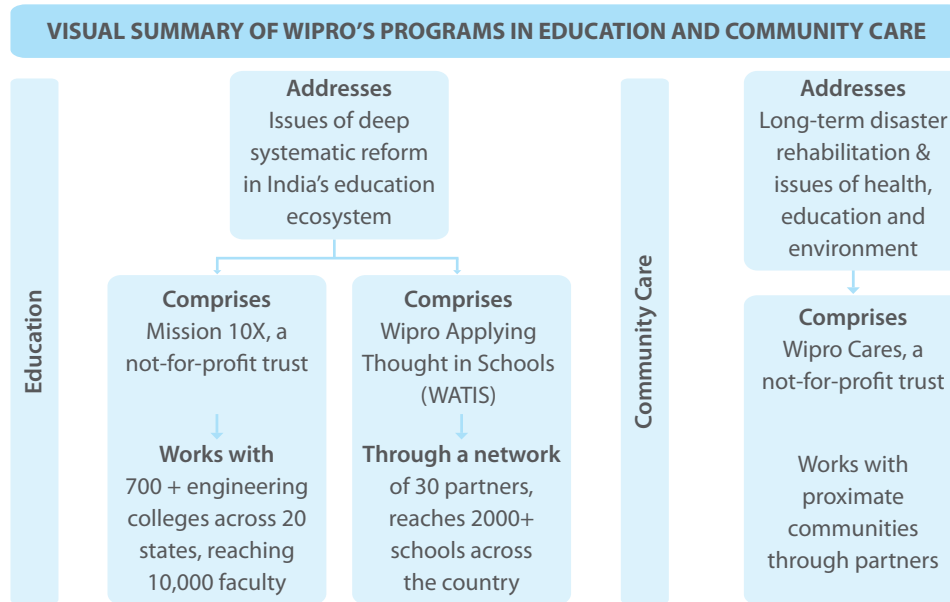 VISUAL SUMMARY OF WIPRO'S PROGRAMS IN EDUCATION AND COMMUNITY CARE
Education
Addresses
Issues of deep
systematic reform
in India's education
ecosystem
Comprises
Mission 10X, a
not-for-profit trust
Works with
700 + engineering
colleges across 20
states, reaching
10,000 faculty
Comprises
Wipro Applying
Thought in Schools
(WATIS)
Through a network
of 30 partners,
reaches 2000+
schools across
the country
Community Care
Addresses
Long-term disaster
rehabilitation &
issues of health,
education and
environment
Comprises
Wipro Cares, a
not-for-profit trust
Works with
proximate
communities
through partners